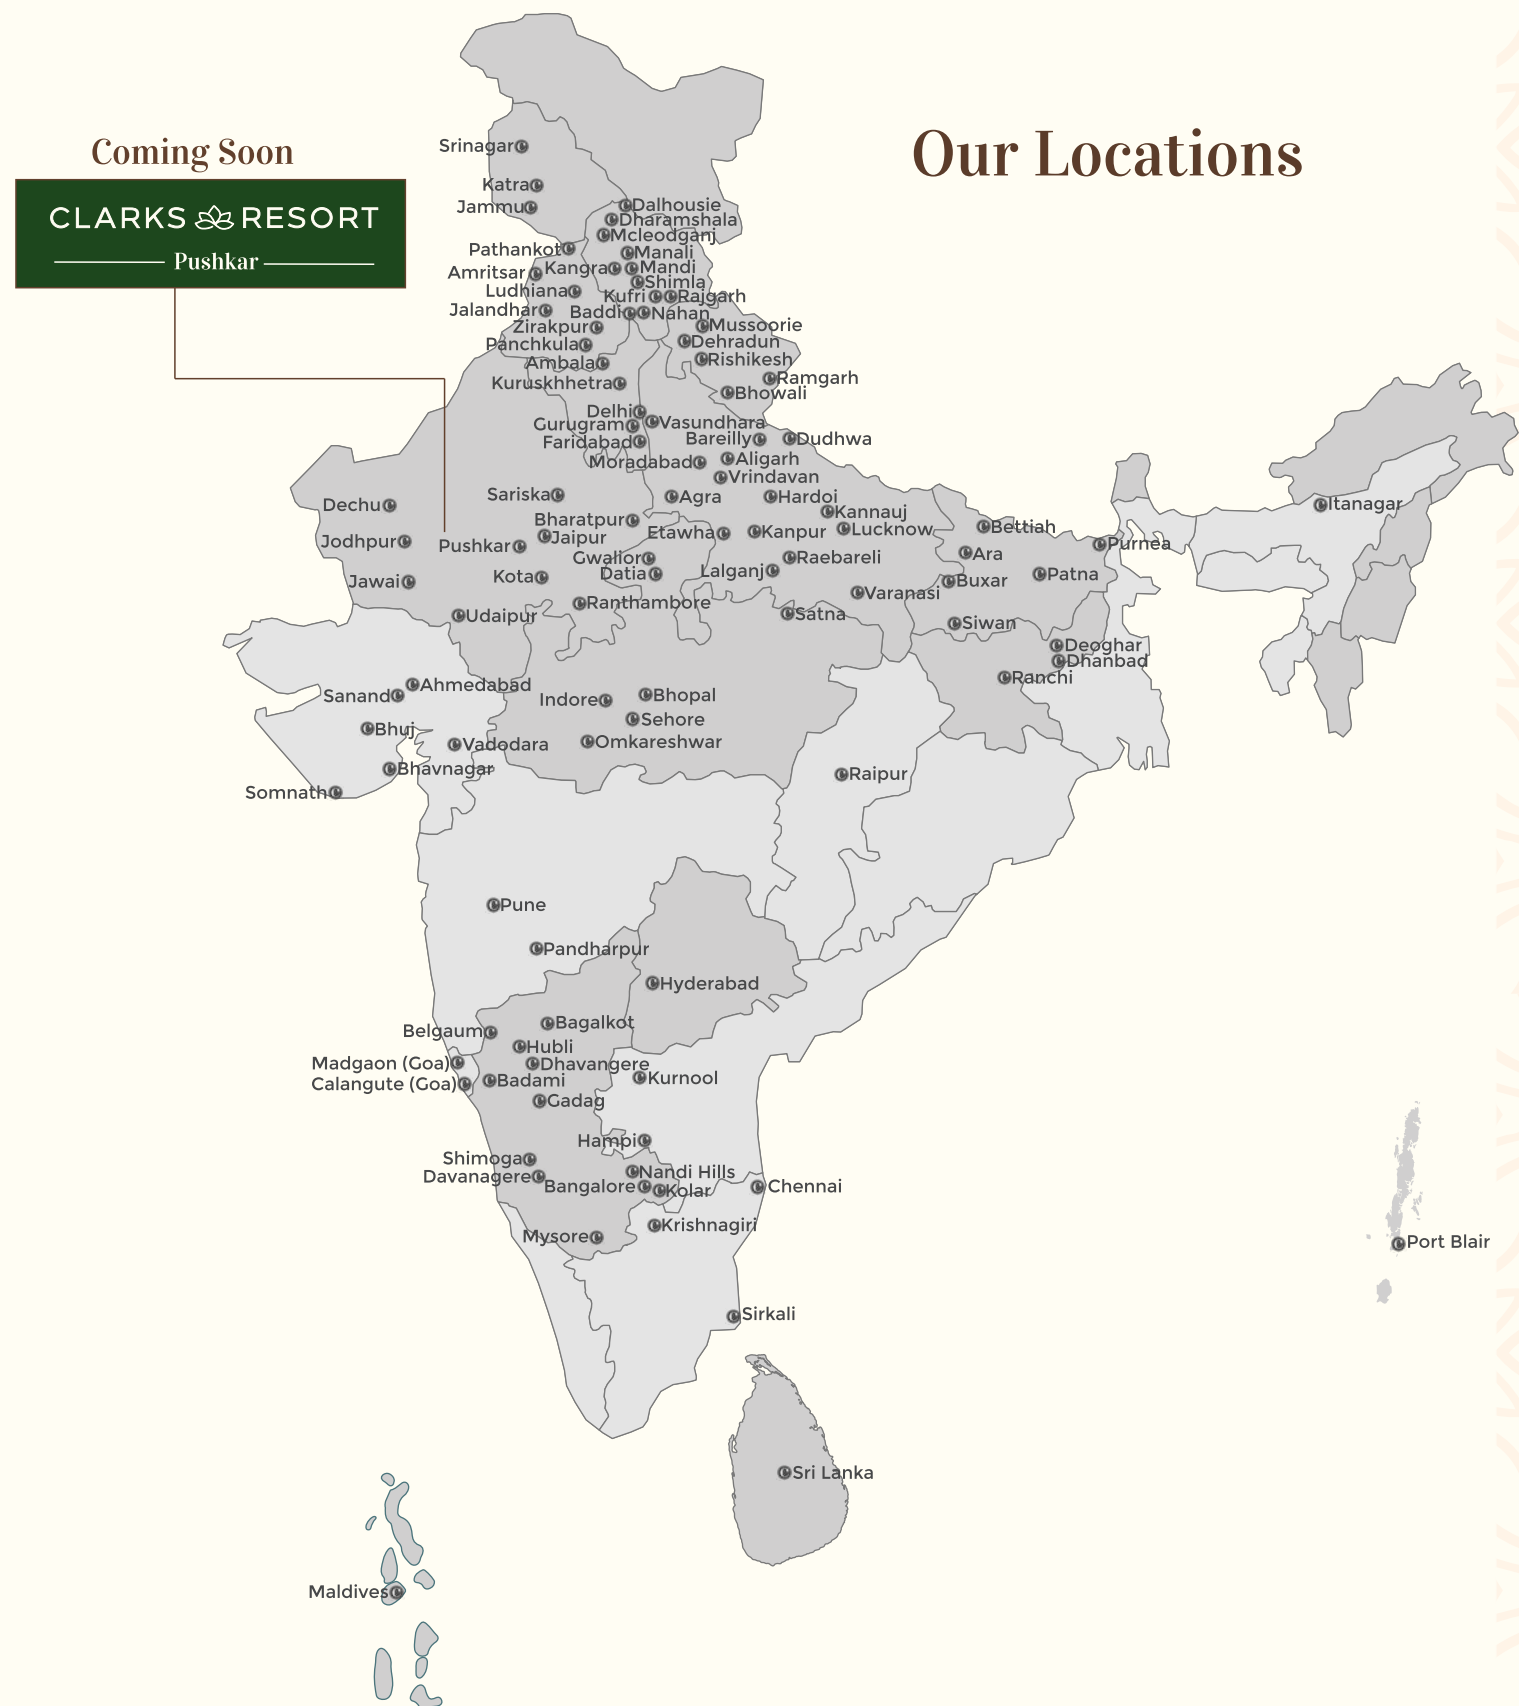 Our Locations
Coming Soon
CLARKS RESORT
Pushkar
Srinagar
Katra
Jammu
Dalhousie
Dharamshala
Mcleodganj
Pathankot
Manali
Amritsar
Kangra
Mandi
Shimla
Ludhiana
Kufri
Rajgarh
Jalandhar
Baddi
Nahan
Zirakpur
Mussoorie
Panchkula
Dehradun
Ambala
Rishikesh
Kuruskhhetra
Ramgarh
Bhowali
Delhi
Gurugram
Vasundhara
Faridabad
Bareilly
Dudhwa
Moradabad
Aligarh
Vrindavan
Sariska
Agra
Hardoi
Dechu
Itanagar
Kannauj
Bharatpur
Etawha
Kanpur
Lucknow
Bettiah
Jodhpur
Pushkar
Jaipur
Purnea
Gwalior
Raebareli
Ara
Jawai
Kota
Datia
Lalganj
Buxar
Patna
Varanasi
Udaipur
Ranthambore
Satna
Siwan
Deoghar
Dhanbad
Ranchi
Ahmedabad
Sanand
Indore
Bhopal
Sehore
Bhuj
Vadodara
Omkareshwar
Bhavnagar
Raipur
Somnath
Pune
Pandharpur
Hyderabad
Bagalkot
Belgaum
Hubli
Madgaon (Goa)
Dhavangere
Calangute (Goa)
Badami
Kurnool
Gadag
Hampi
Shimoga
Nandi Hills
Davanagere
Bangalore
Kolar
Chennai
Krishnagiri
Mysore
Port Blair
Sirkali
Sri Lanka
Maldives